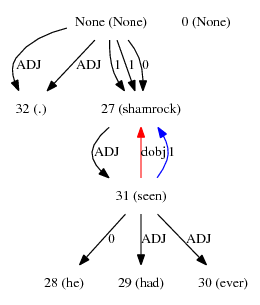 None (None) 0 (None)
ADJ ADJ 1 1 0
32 (.) 27 (shamrock)
ADJ dobj 1
31 (seen)
0 ADJ ADJ
28 (he) 29 (had) 30 (ever)